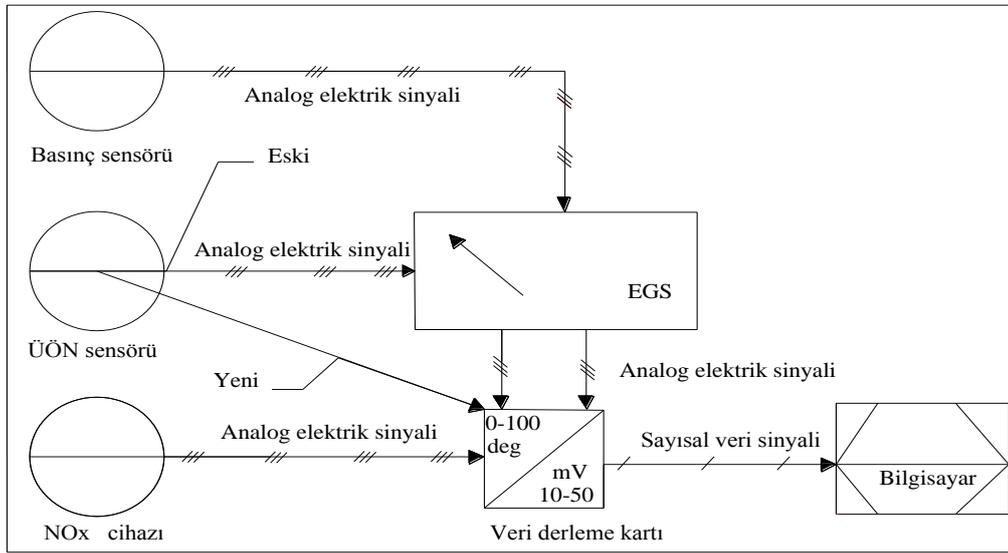 Analog elektrik sinyali
Basınç sensörü
Eski
Analog elektrik sinyali
EGS
ÜÖN sensörü
Yeni
Analog elektrik sinyali
Analog elektrik sinyali
0-100
deg
mV
10-50
Sayısal veri sinyali
Bilgisayar
NOx cihazı
Veri derleme kartı